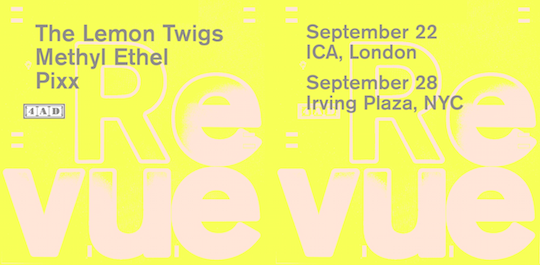 The Lemon Twigs
Methyl Ethel
Pixx
4AD
Re
vue
September 22
ICA, London
September 28
Irving Plaza, NYC
Re
vue